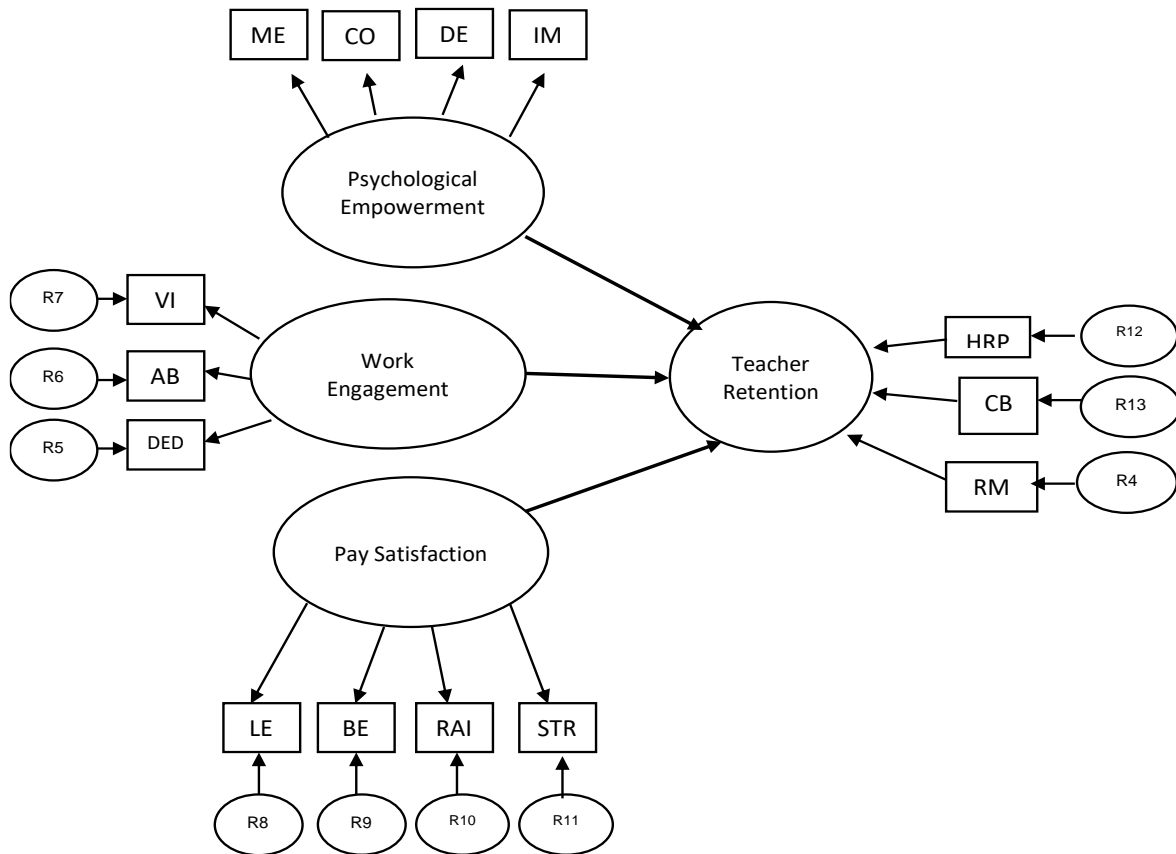 ME
CO
DE
IM
Psychological
Empowerment
R7
VI
R6
AB
R5
DED
Work
Engagement
Teacher
Retention
HRP
R12
CB
R13
RM
R4
Pay Satisfaction
LE
BE
RAI
STR
R8
R9
R10
R11